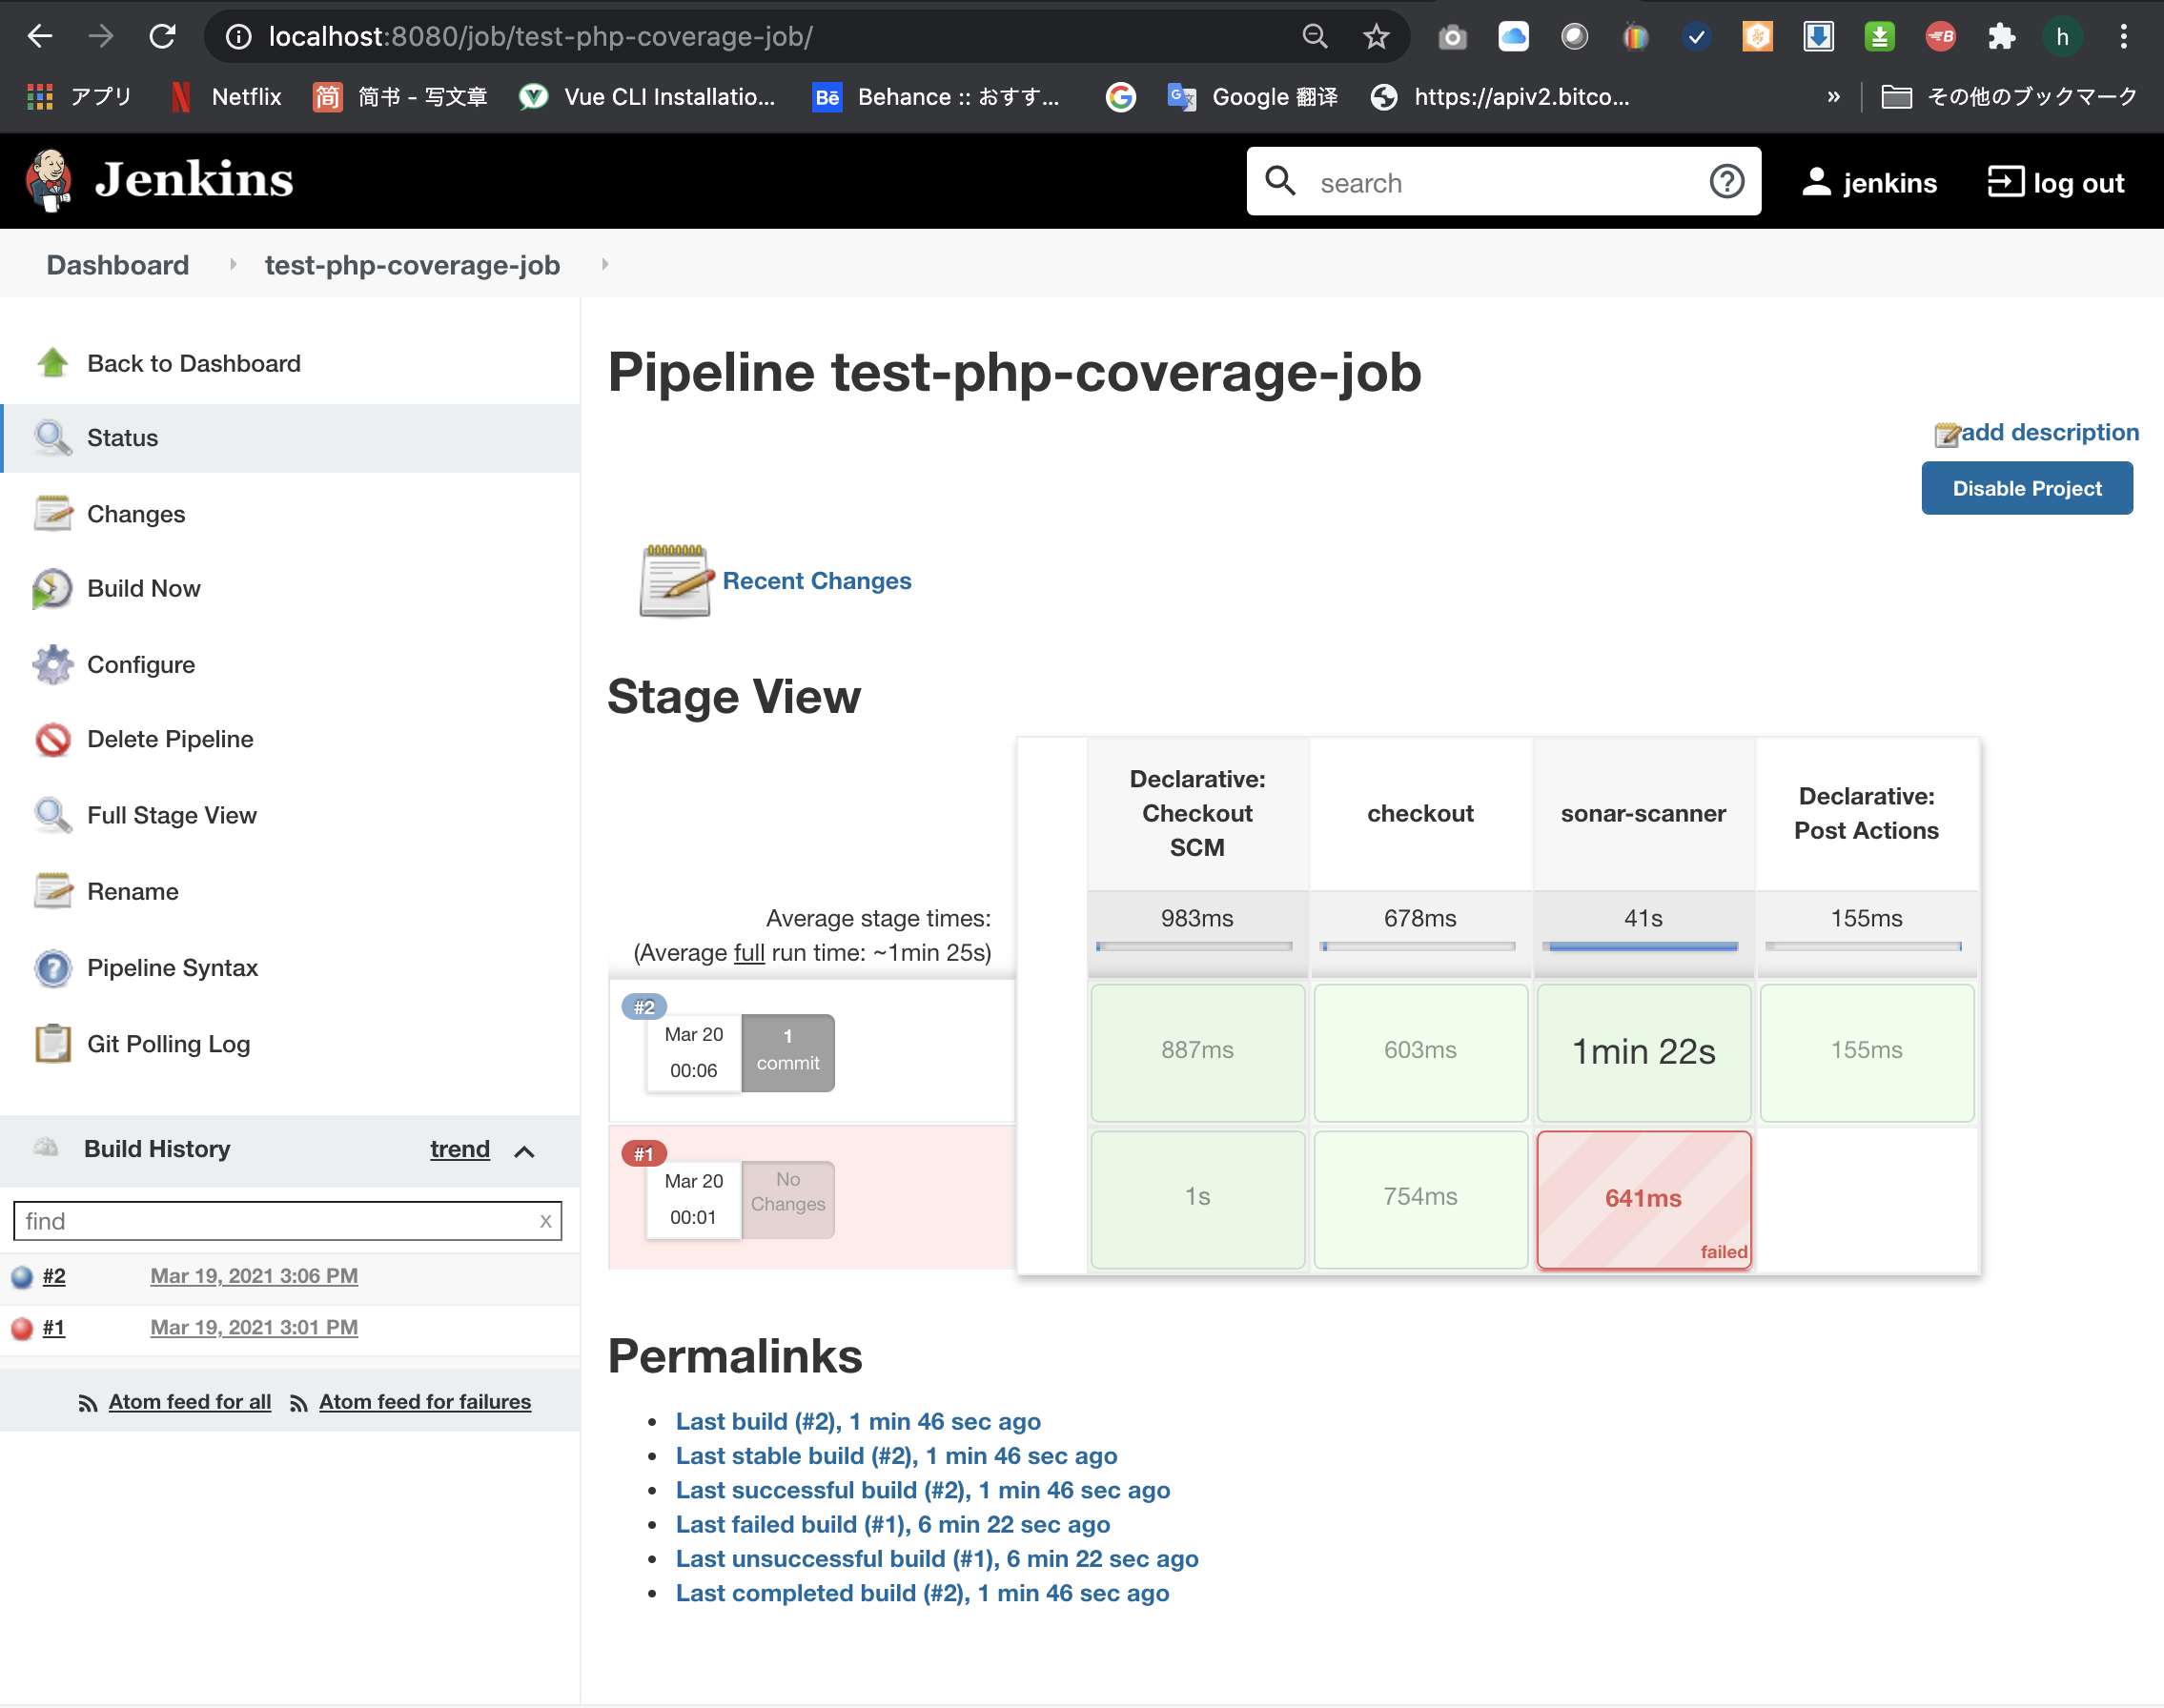 localhost:8080/job/test-php-coverage-job/
h
アプリ
Netflix
简
简书 - 写文章
Vue CLI Installatio...
Bē
Behance :: おすす...
Google 翻译
https://apiv2.bitco...
»
その他のブックマーク
Jenkins
search
jenkins
log out
Dashboard
test-php-coverage-job
Back to Dashboard
Status
Changes
Build Now
Configure
Delete Pipeline
Full Stage View
Rename
Pipeline Syntax
Git Polling Log
Build History
trend
find
x
#2
Mar 19, 2021 3:06 PM
#1
Mar 19, 2021 3:01 PM
Atom feed for all
Atom feed for failures
Pipeline test-php-coverage-job
add description
Disable Project
Recent Changes
Stage View
Declarative:
Checkout
SCM
checkout
sonar-scanner
Declarative:
Post Actions
Average stage times:
(Average full run time: ~1min 25s)
983ms
678ms
41s
155ms
#2
Mar 20
00:06
1
commit
887ms
603ms
1min 22s
155ms
#1
Mar 20
00:01
No
Changes
1s
754ms
641ms
failed
Permalinks
Last build (#2), 1 min 46 sec ago
Last stable build (#2), 1 min 46 sec ago
Last successful build (#2), 1 min 46 sec ago
Last failed build (#1), 6 min 22 sec ago
Last unsuccessful build (#1), 6 min 22 sec ago
Last completed build (#2), 1 min 46 sec ago